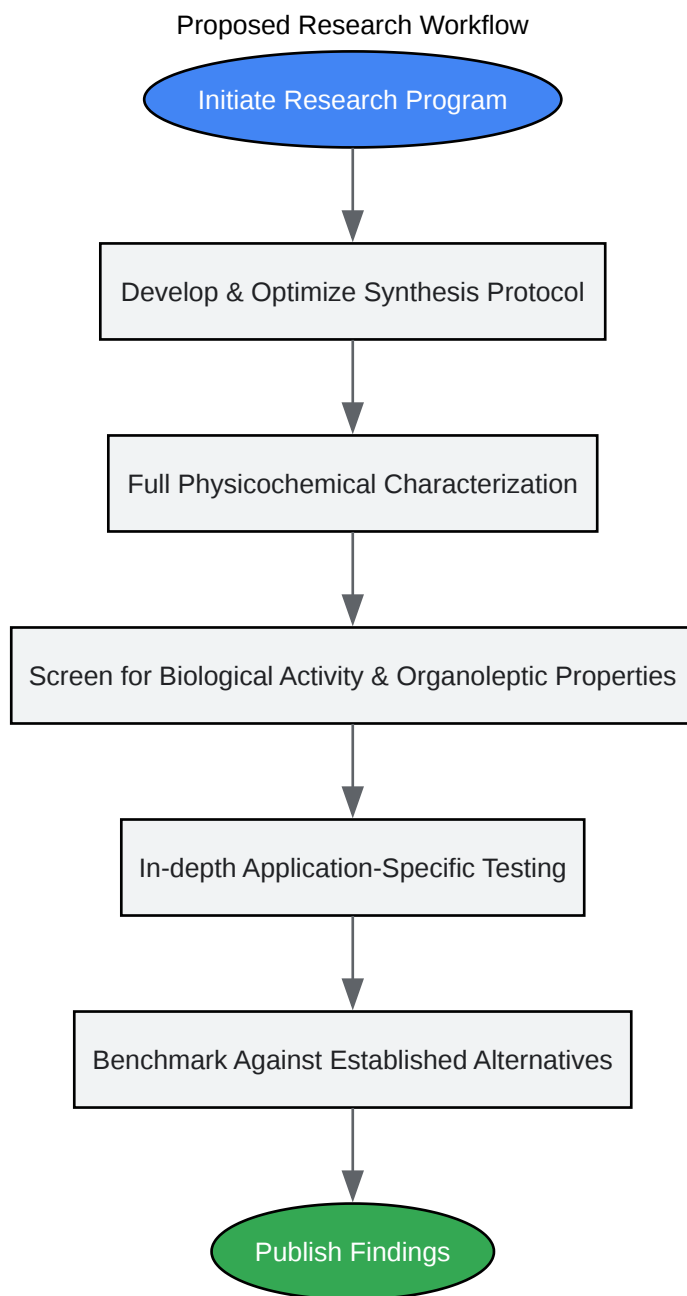 Proposed Research Workflow
Initiate Research Program
Develop & Optimize Synthesis Protocol
Full Physicochemical Characterization
Screen for Biological Activity & Organoleptic Properties
In-depth Application-Specific Testing
Benchmark Against Established Alternatives
Publish Findings